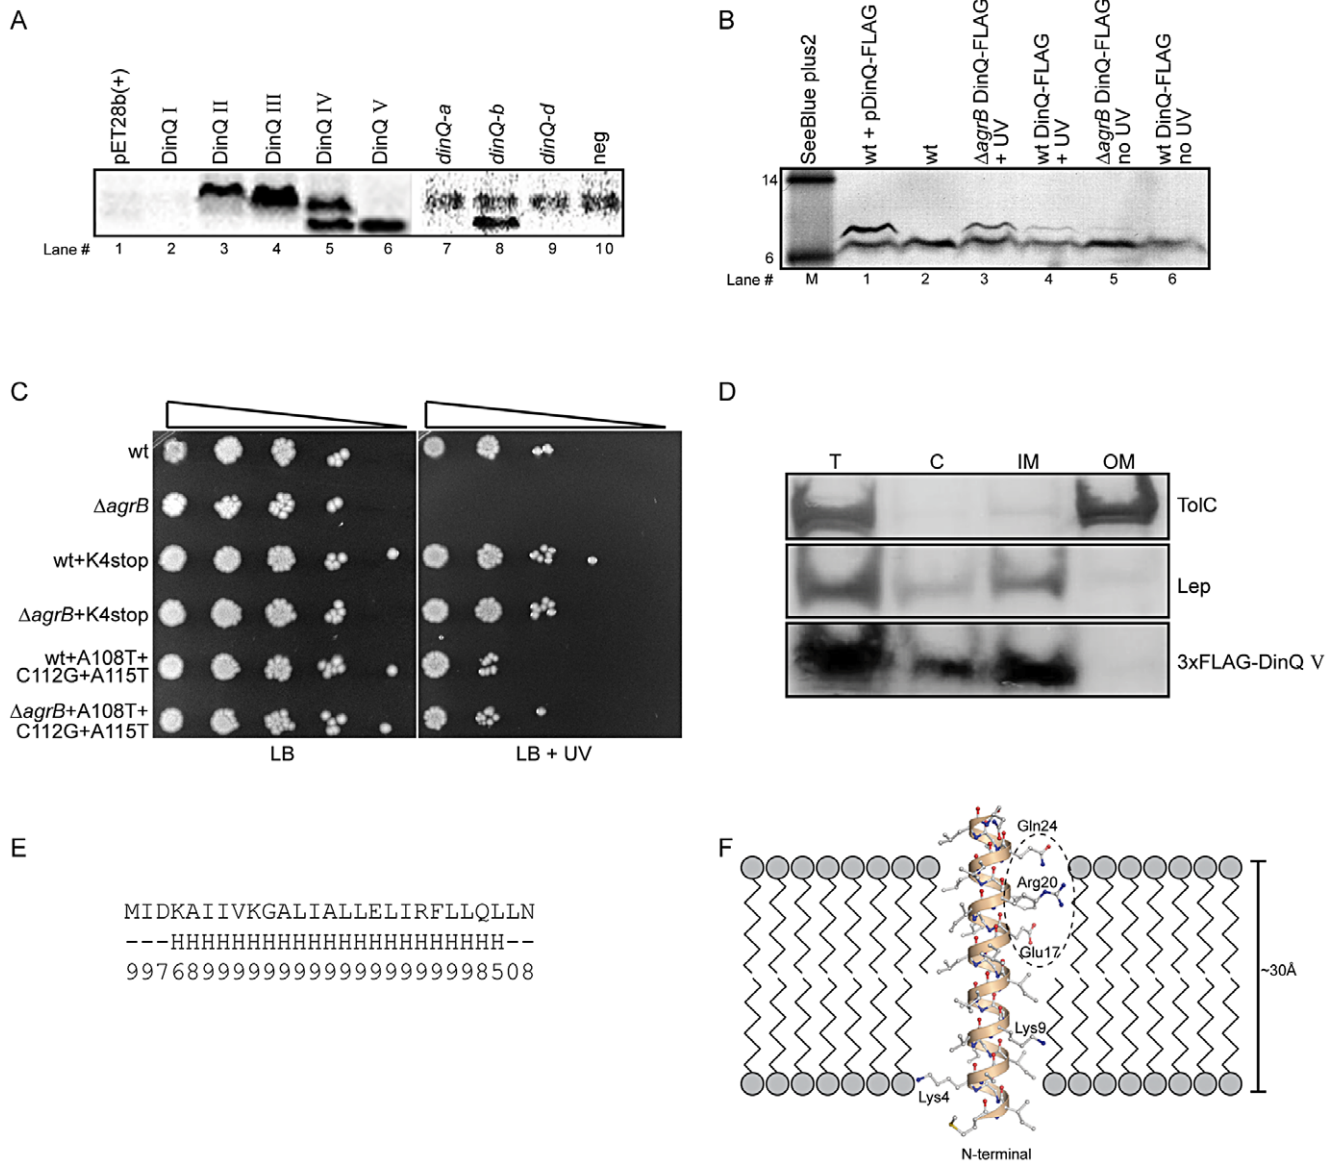 A
pET28b(+)
DinQ I
DinQ II
DinQ III
DinQ IV
DinQ V
dinQ-a
dinQ-b
dinQ-d
neg
Lane #
1 2 3 4 5 6 7 8 9 10
B
SeeBlue plus2
wt + pDinQ-FLAG
wt
ΔagrB DinQ-FLAG
+ UV
wt DinQ-FLAG
+ UV
ΔagrB DinQ-FLAG
no UV
wt DinQ-FLAG
no UV
14
6
Lane #
M 1 2 3 4 5 6
C
wt
ΔagrB
wt+K4stop
ΔagrB+K4stop
wt+A108T+
C112G+A115T
ΔagrB+A108T+
C112G+A115T
LB
LB + UV
D
T C IM OM
TolC
Lep
3xFLAG-DinQ V
E
MIDKAIIVKGALIALLELIRFLLQLLN
---HHHHHHHHHHHHHHHHHHHHHH--
997689999999999999999998508
F
Gln24
Arg20
Glu17
Lys9
Lys4
N-terminal
~30Å